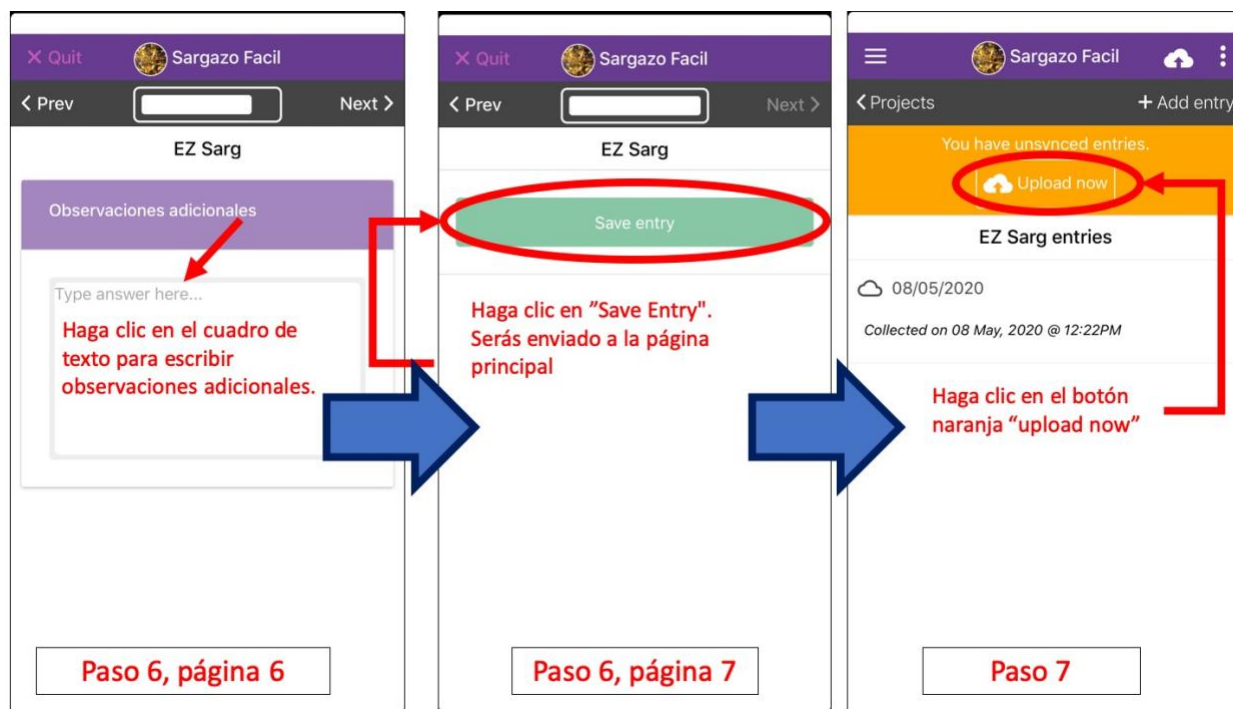 X Quit
Sargazo Facil
< Prev
Next >
EZ Sarg
Observaciones adicionales
Type answer here...
Haga clic en el cuadro de
texto para escribir
observaciones adicionales.
Paso 6, página 6
X Quit
Sargazo Facil
< Prev
Next >
EZ Sarg
Save entry
Haga clic en ”Save Entry".
Serás enviado a la página
principal
Paso 6, página 7
Sargazo Facil
< Projects
+ Add entry
You have unsynced entries.
Upload now
EZ Sarg entries
08/05/2020
Collected on 08 May, 2020 @ 12:22PM
Haga clic en el botón
naranja “upload now”
Paso 7